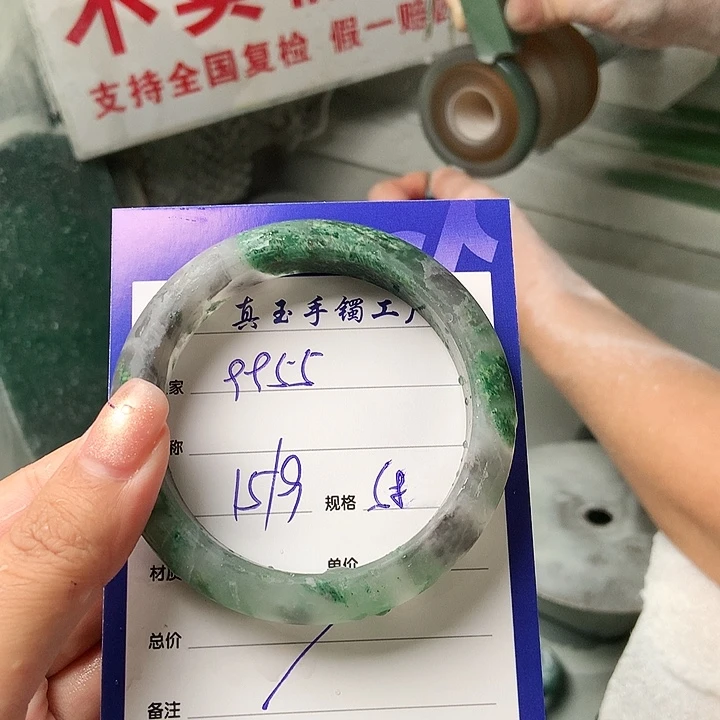 支持全国复检 假一赔
真玉手镯工厂
家 9955
称
15/9 规格 58
材质 单价
总价
备注